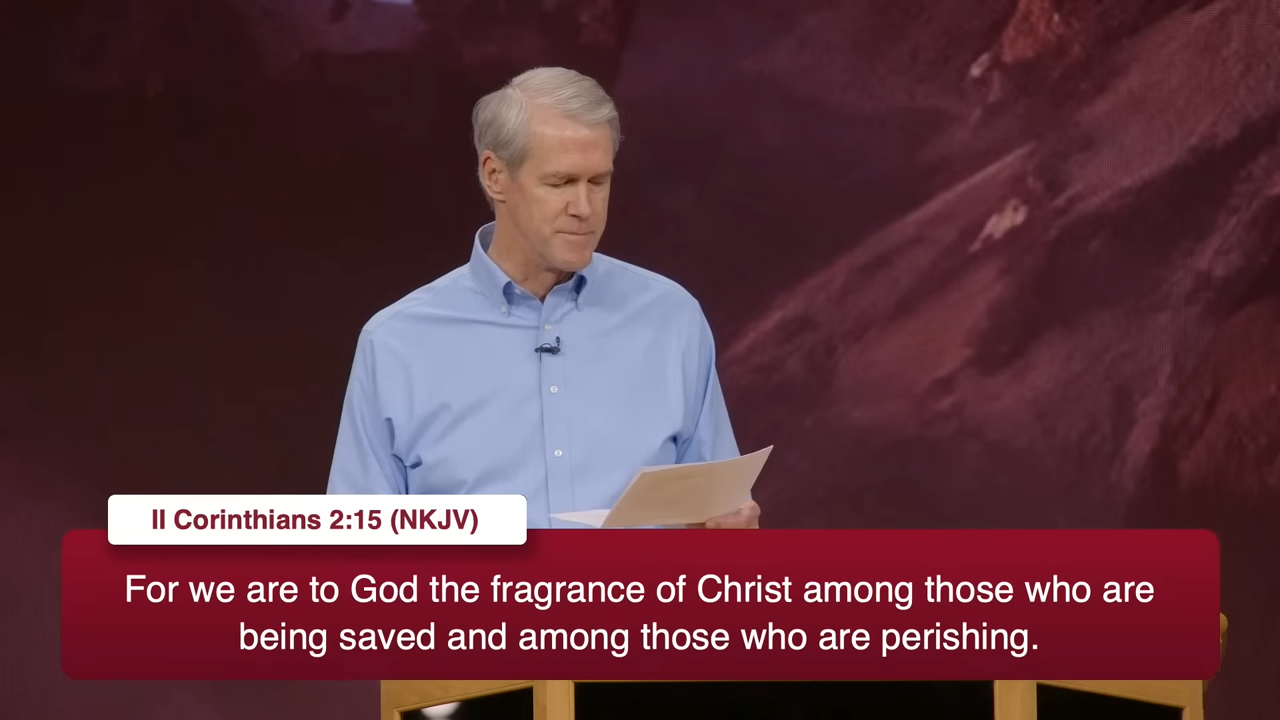 II Corinthians 2:15 (NKJV)
For we are to God the fragrance of Christ among those who are
being saved and among those who are perishing.